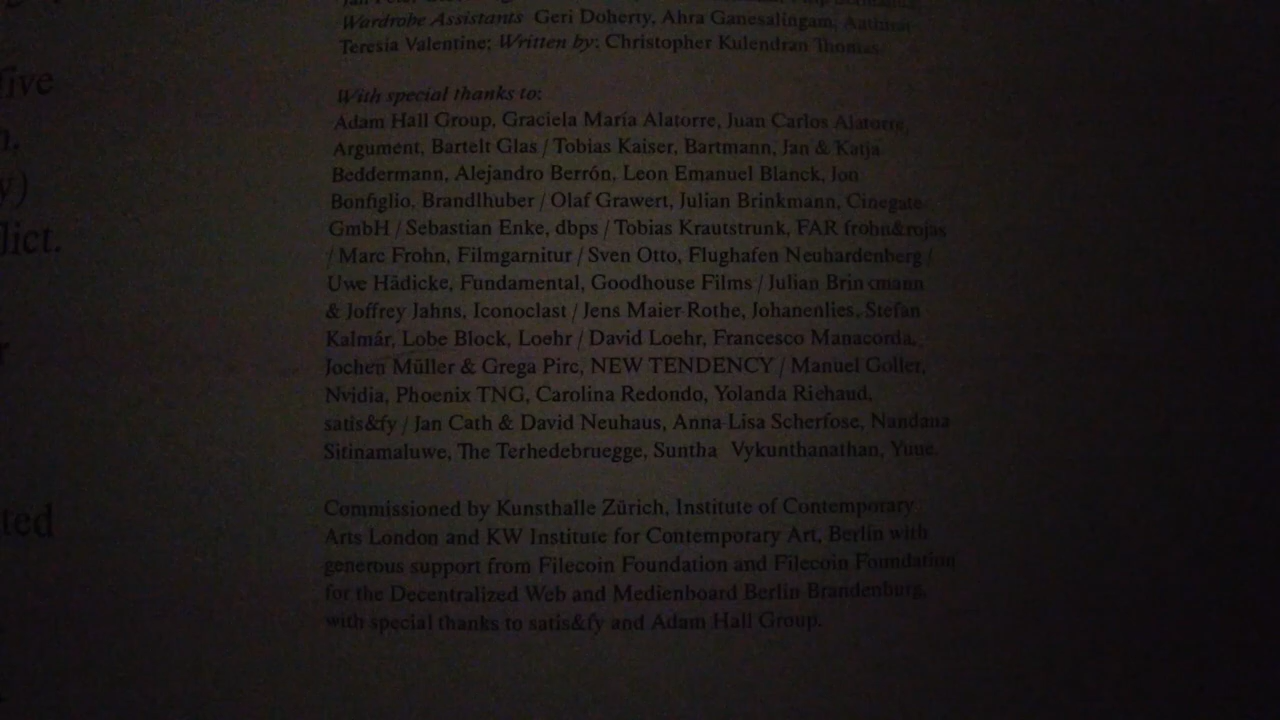 Wardrobe Assistants Geri Doherty, Ahra Ganesalingam,
Teresia Valentine; Written by: Christopher Kulendran Thomas
With special thanks to:
Adam Hall Group, Graciela María Alatorre, Juan Carlos Alatorre,
Argument, Bartelt Glas / Tobias Kaiser, Bartmann, Jan & Katja
Beddermann, Alejandro Berrón, Leon Emanuel Blanck, Jon
Bonfiglio, Brandlhuber / Olaf Grawert, Julian Brinkmann, Cinegate
GmbH / Sebastian Enke, dbps / Tobias Krautstrunk, FAR frohn&rojas
/ Marc Frohn, Filmgarnitur / Sven Otto, Flughafen Neuhardenberg /
Uwe Hädicke, Fundamental, Goodhouse Films / Julian Brinkmann
& Joffrey Jahns, Iconoclast / Jens Maier-Rothe, Johanenlies, Stefan
Kalmár, Lobe Block, Loehr / David Loehr, Francesco Manacorda,
Jochen Müller & Grega Pirc, NEW TENDENCY / Manuel Goller,
Nvidia, Phoenix TNG, Carolina Redondo, Yolanda Richaud,
satis&fy / Jan Cath & David Neuhaus, Anna-Lisa Scherfose, Nandana
Sitinamaluwe, The Terhedebruegge, Suntha Vykunthanathan, Yune
Commissioned by Kunsthalle Zürich, Institute of Contemporary
Arts London and KW Institute for Contemporary Art, Berlin with
generous support from Filecoin Foundation and Filecoin Foundation
for the Decentralized Web and Medienboard Berlin Brandenburg,
with special thanks to satis&fy and Adam Hall Group.